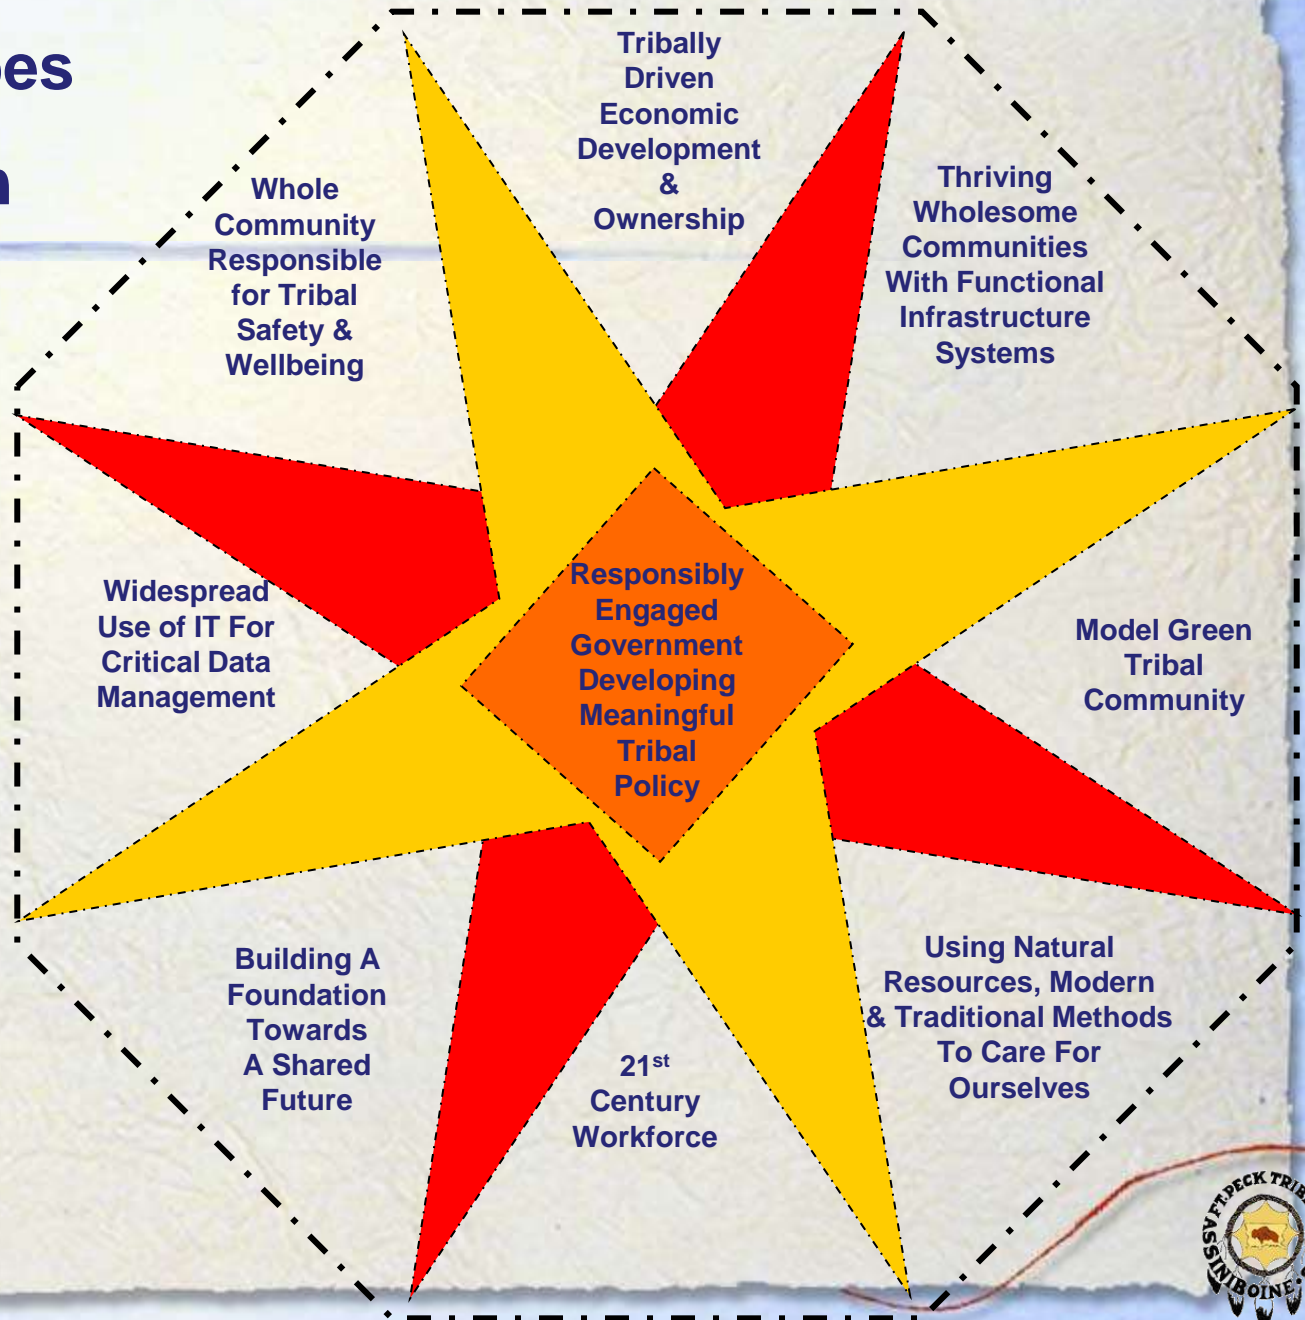 Tribally
Driven
Economic
Development
&
Ownership
Thriving
Wholesome
Communities
With Functional
Infrastructure
Systems
Whole
Community
Responsible
for Tribal
Safety &
Wellbeing
Responsibly
Engaged
Government
Developing
Meaningful
Tribal
Policy
Widespread
Use of IT For
Critical Data
Management
Model Green
Tribal
Community
Building A
Foundation
Towards
A Shared
Future
21st
Century
Workforce
Using Natural
Resources, Modern
& Traditional Methods
To Care For
Ourselves
FT. PECK
ASSINIBOINE